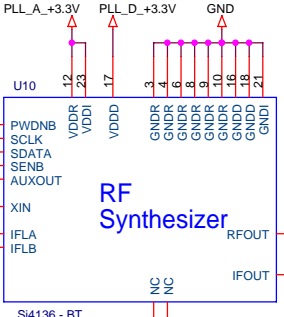 PLL_A_+3.3V PLL_D_+3.3V GND
U10
12 23 17 3 4 6 8 9 10 16 18 21
VDDR VDDI VDDD GNDR GNDR GNDR GNDR GNDR GNDR GNDD GNDD GNDI
PWDNB
SCLK
SDATA
SENB
AUXOUT
XIN
IFLA
IFLB
RF
Synthesizer
RFOUT
IFOUT
NC NC
Si4136 - BT